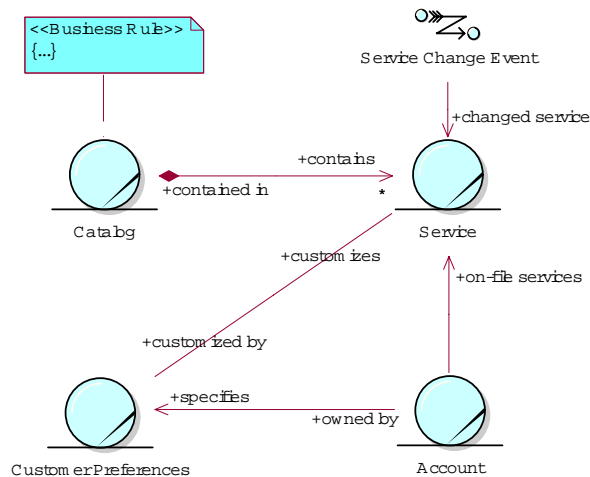 <<Business Rule>>
{...}
Service Change Event
+changed service
+contains
+contained in
*
Catalog
Service
+customizes
+on-file services
+customized by
+specifies
+owned by
CustomerPreferences
Account